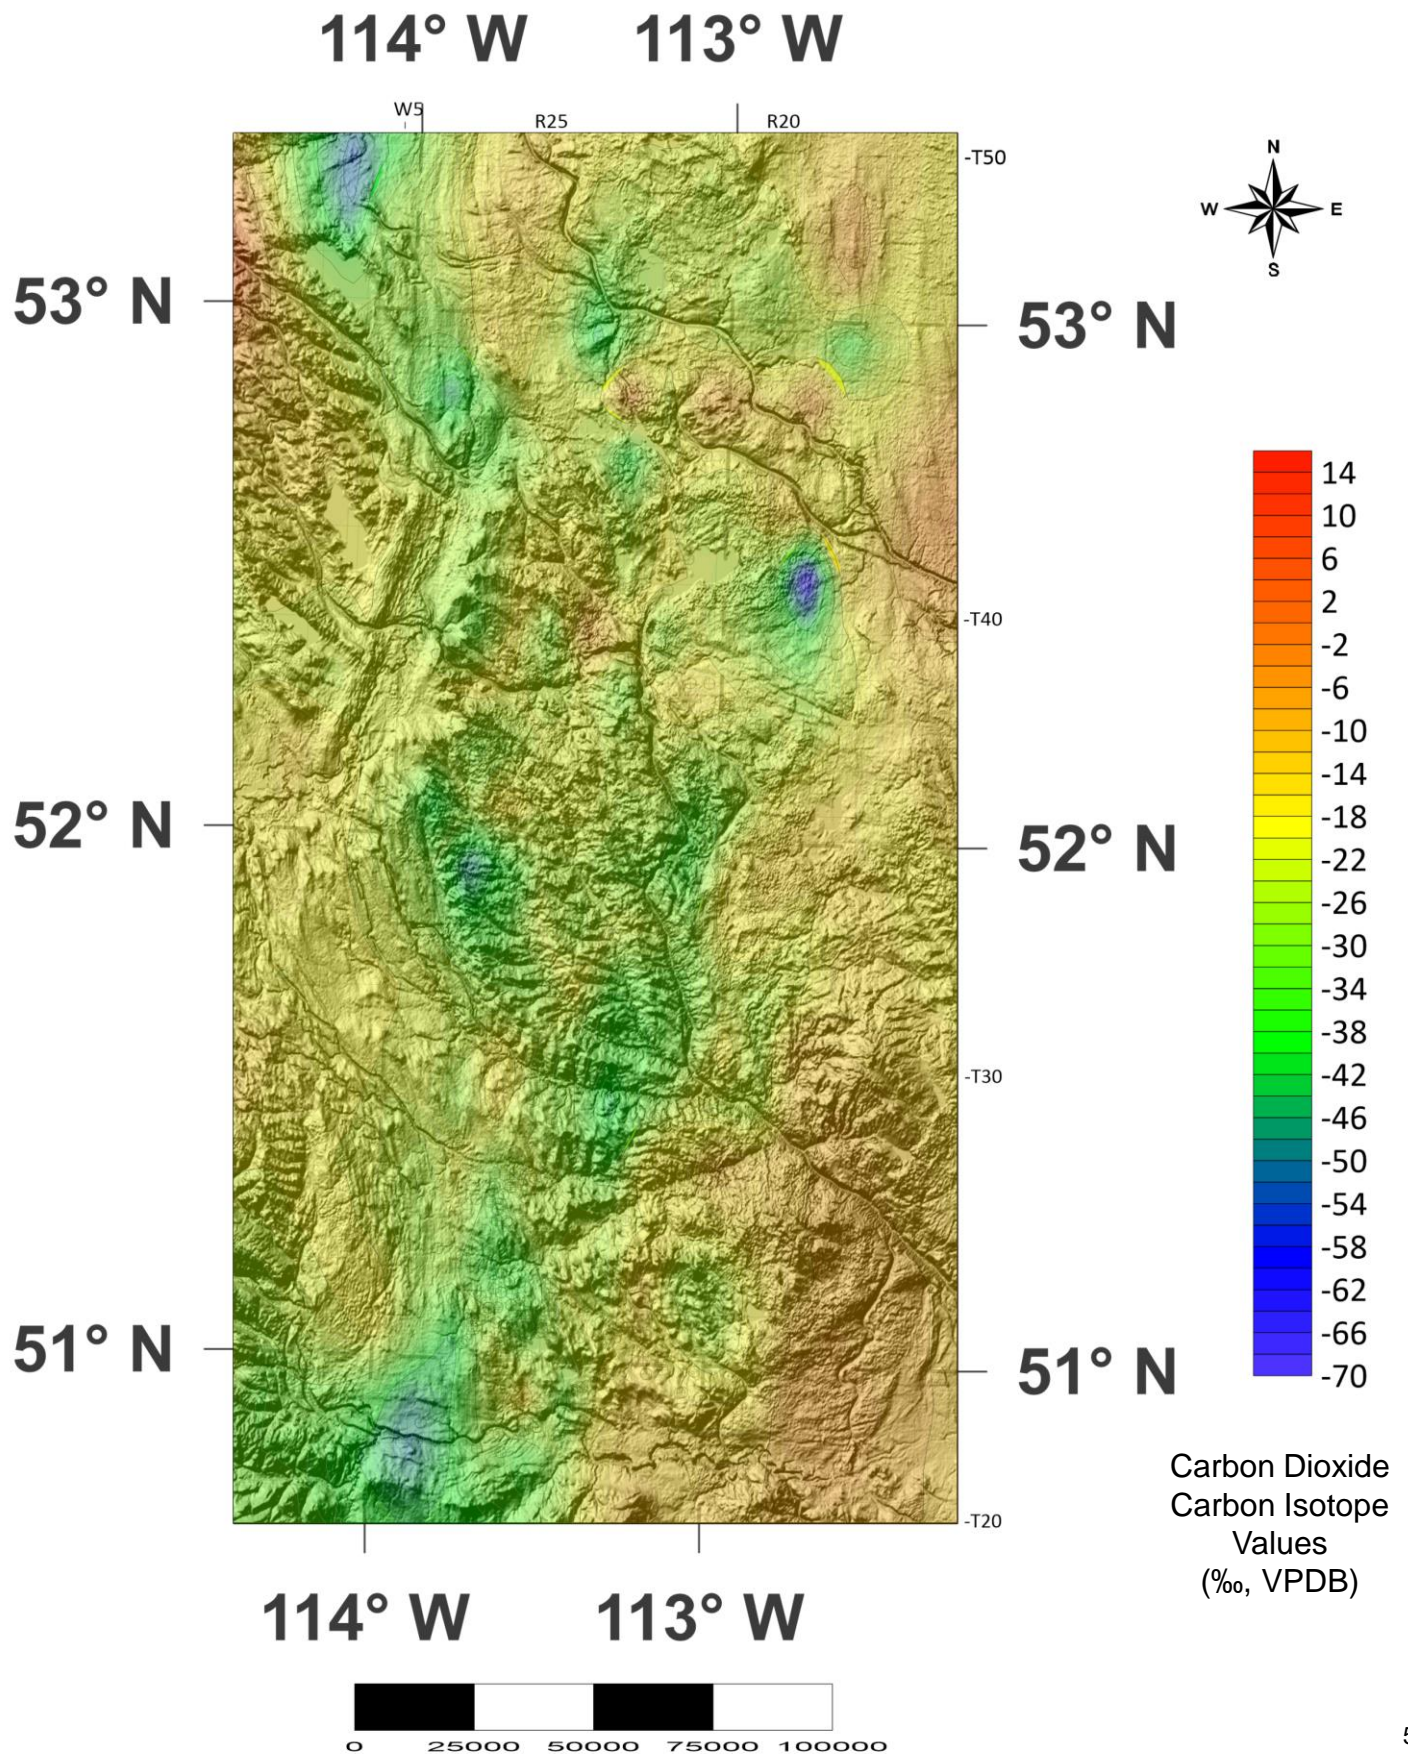 114° W 113° W
W5 R25 R20
N
W E
S
-T50
53° N
53° N
14
10
6
2
-2
-6
-10
-14
-18
-22
-26
-30
-34
-38
-42
-46
-50
-54
-58
-62
-66
-70
-T40
52° N
52° N
-T30
51° N
51° N
-T20
Carbon Dioxide
Carbon Isotope
Values
(‰, VPDB)
114° W 113° W
0 25000 50000 75000 100000